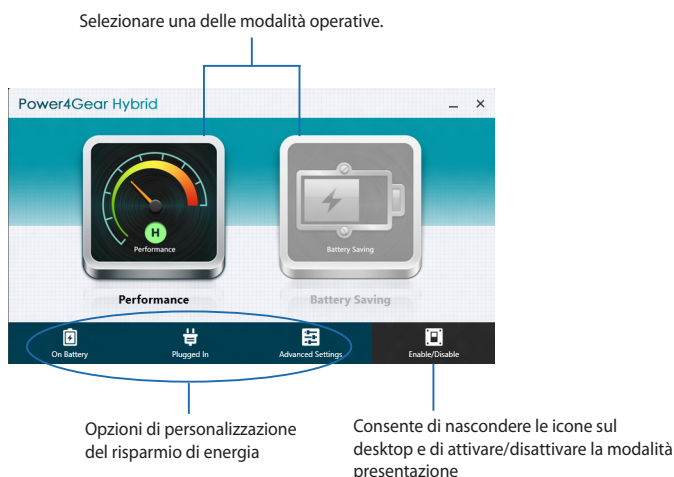 Selezionare una delle modalità operative.
Power4Gear Hybrid
H
Performance
Battery Saving
Performance
Battery Saving
On Battery
Plugged In
Advanced Settings
Enable/Disable
Opzioni di personalizzazione
del risparmio di energia
Consente di nascondere le icone sul
desktop e di attivare/disattivare la modalità
presentazione